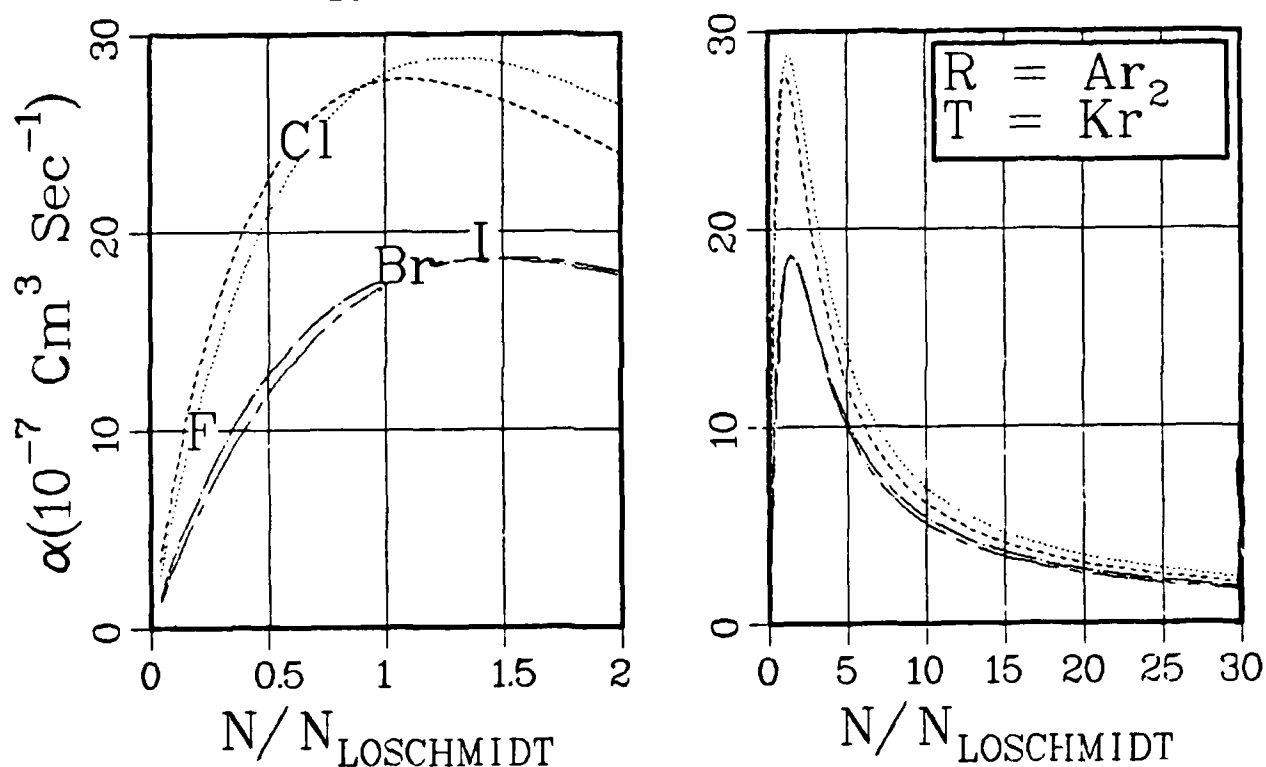 α(10⁻⁷ Cm³ Sec⁻¹)
30
20
10
0
Cl
F
Br
I
0 0.5 1 1.5 2
N/N_LOSCHMIDT
30
20
10
0
R = Ar₂
T = Kr
0 5 10 15 20 25 30
N/N_LOSCHMIDT